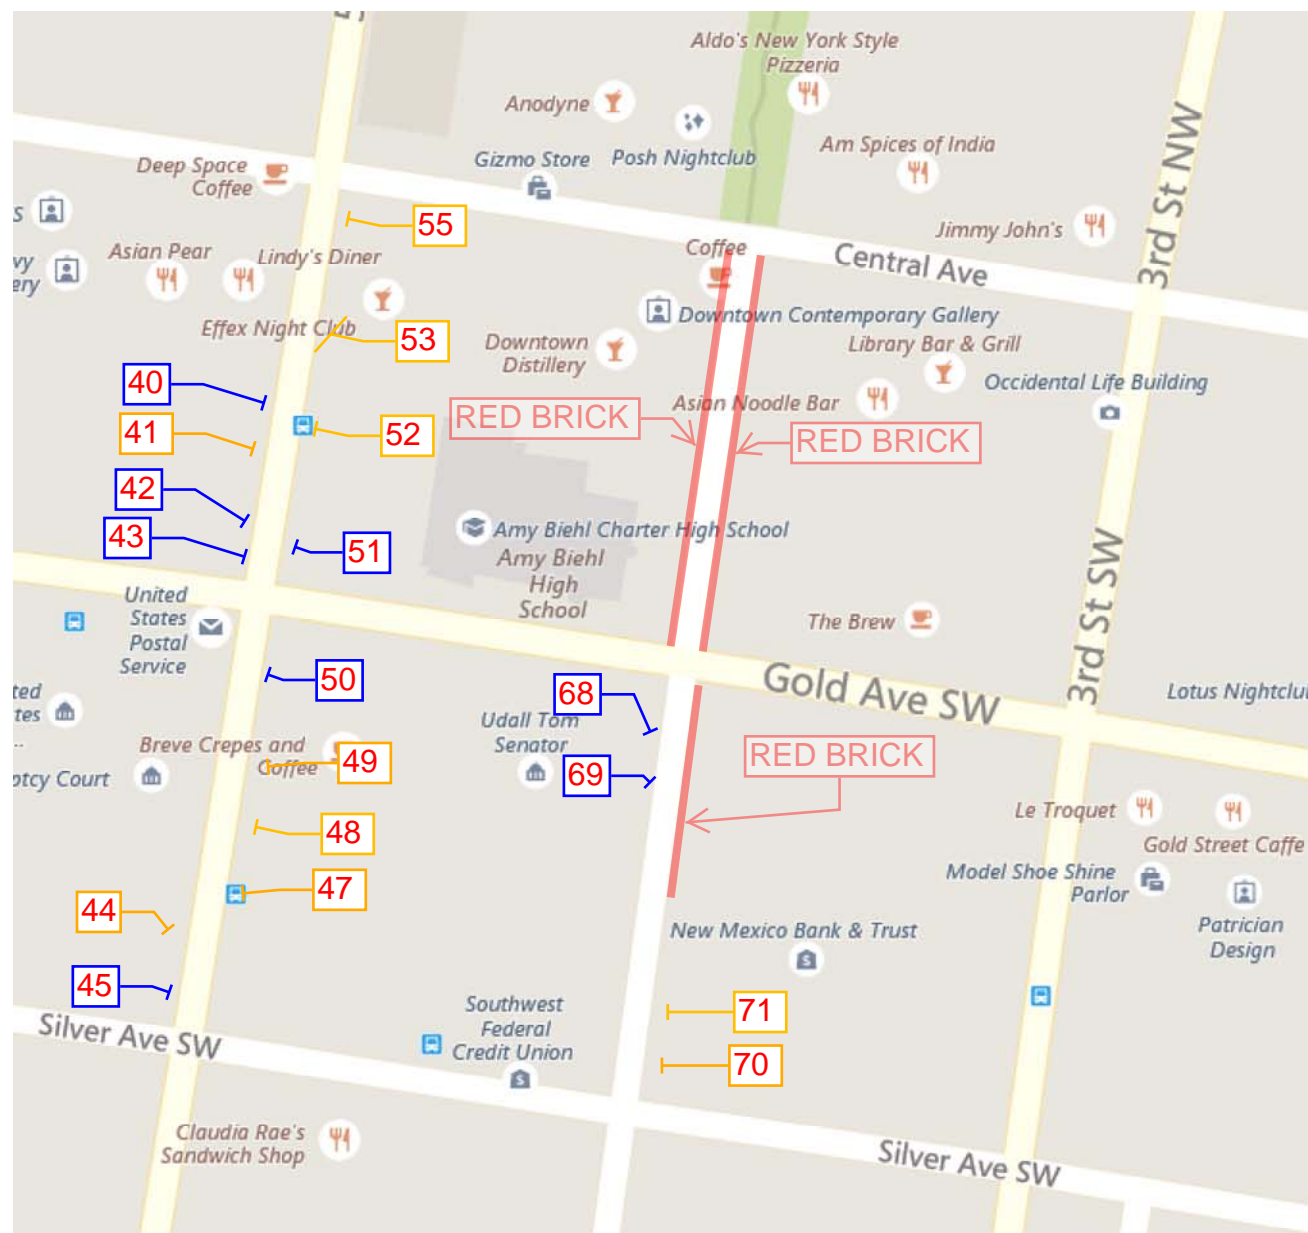 Aldo's New York Style
Pizzeria
Anodyne
Gizmo Store
Posh Nightclub
Am Spices of India
3rd St NW
Deep Space
Coffee
S
55
Jimmy John's
Asian Pear
Lindy's Diner
Coffee
Central Ave
vy
ery
Downtown Contemporary Gallery
Effex Night Club
53
Downtown
Distillery
Library Bar & Grill
40
Occidental Life Building
RED BRICK
Asian Noodle Bar
41
52
RED BRICK
42
43
51
Amy Biehl Charter High School
Amy Biehl
High
School
3rd St SW
United
States
Postal
Service
The Brew
50
68
Gold Ave SW
Lotus Nightclu
ted
tes
...
Udall Tom
Senator
Breve Crepes and
Coffee
49
RED BRICK
ptcy Court
69
48
Le Troquet
Gold Street Caffe
47
Model Shoe Shine
Parlor
44
New Mexico Bank & Trust
Patrician
Design
45
Southwest
Federal
Credit Union
71
Silver Ave SW
70
Claudia Rae's
Sandwich Shop
Silver Ave SW